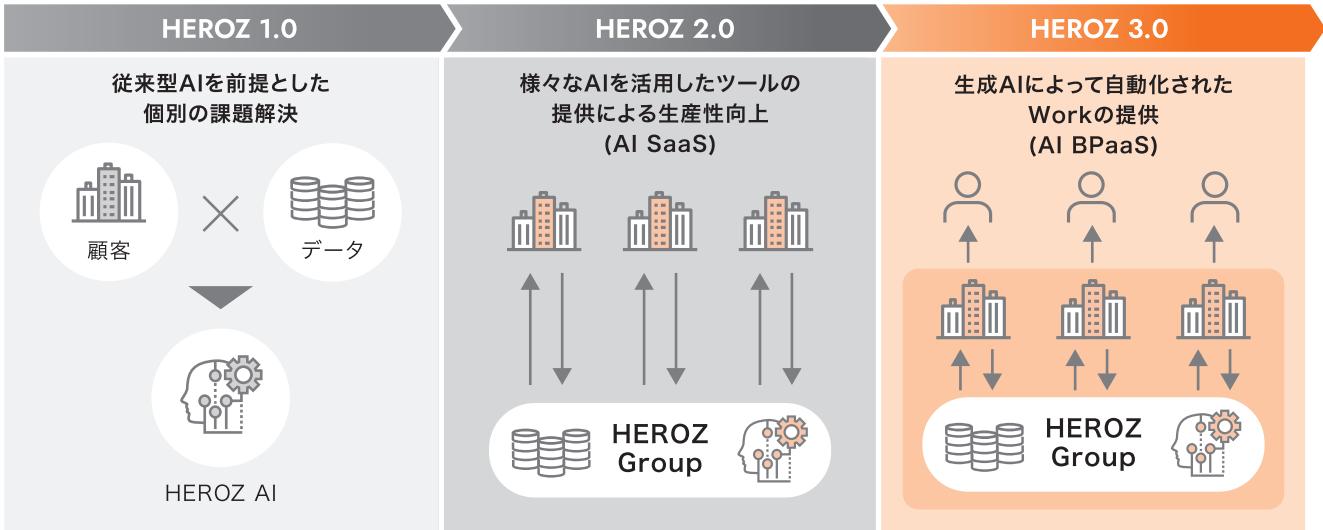 HEROZ 1.0
従来型AIを前提とした
個別の課題解決
顧客
データ
HEROZ AI
HEROZ 2.0
様々なAIを活用したツールの
提供による生産性向上
(AI SaaS)
HEROZ
Group
HEROZ 3.0
生成AIによって自動化された
Workの提供
(AI BPaaS)
HEROZ
Group